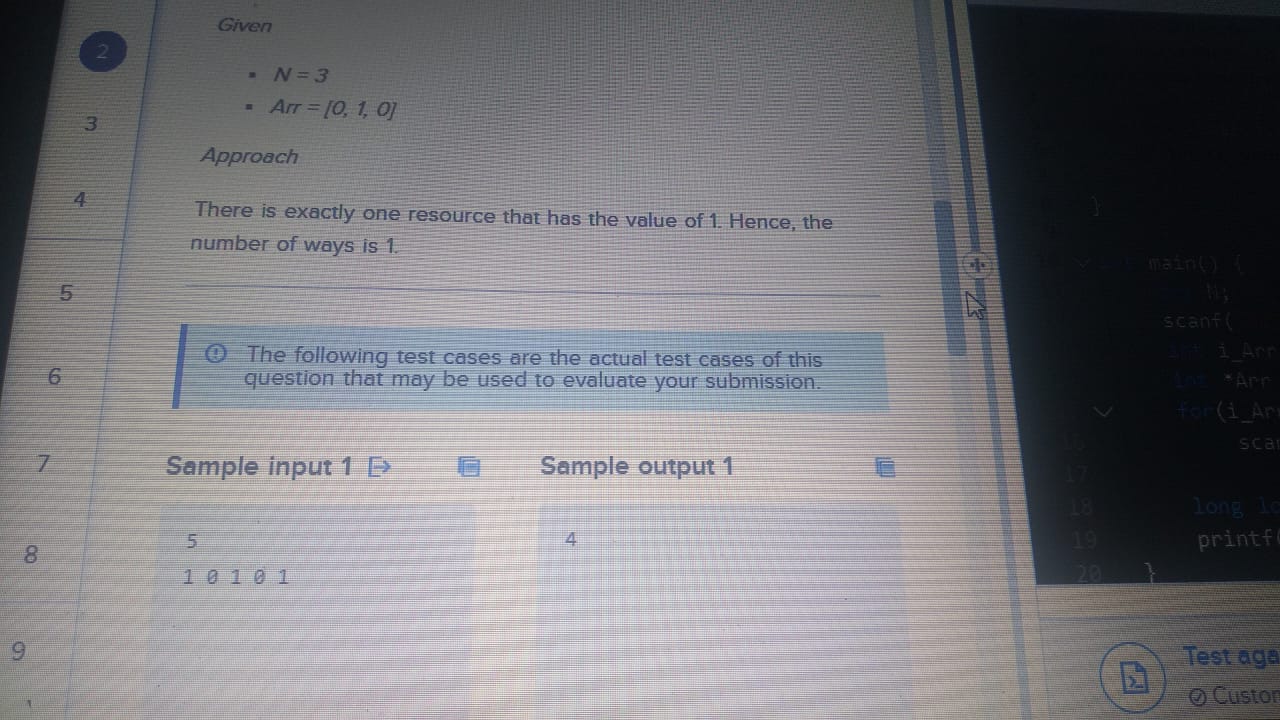 Given
2
▪ N = 3
▪ Arr = [0, 1, 0]
3
Approach
4
There is exactly one resource that has the value of 1. Hence, the
number of ways is 1.
5
The following test cases are the actual test cases of this
question that may be used to evaluate your submission.
6
7
Sample input 1
Sample output 1
5
1 0 1 0 1
4
8
9
}
main() {
N;
scanf(
i_Arr
int *Arr
for(i_Ar
scan
17
18 long lo
19 printf(
20 }
Test aga
Custom